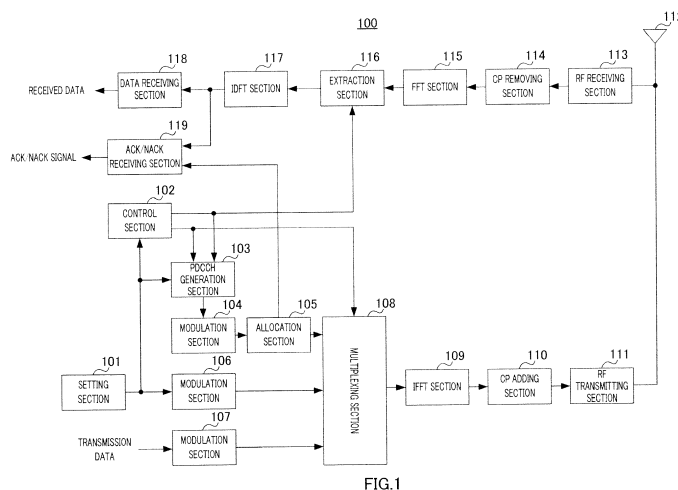 100
112
118
117
116
115
114
113
RECEIVED DATA
DATA RECEIVING
SECTION
IDFT SECTION
EXTRACTION
SECTION
FFT SECTION
CP REMOVING
SECTION
RF RECEIVING
SECTION
119
ACK/NACK SIGNAL
ACK/NACK
RECEIVING SECTION
102
CONTROL
SECTION
103
PDCCH
GENERATION
SECTION
104
105
108
MODULATION
SECTION
ALLOCATION
SECTION
MULTIPLEXING SECTION
101
106
109
110
111
SETTING
SECTION
MODULATION
SECTION
IFFT SECTION
CP ADDING
SECTION
RF
TRANSMITTING
SECTION
107
TRANSMISSION
DATA
MODULATION
SECTION
FIG.1